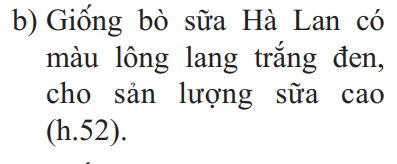 b) Giống bò sữa Hà Lan có
màu lông lang trắng đen,
cho sản lượng sữa cao
(h.52).